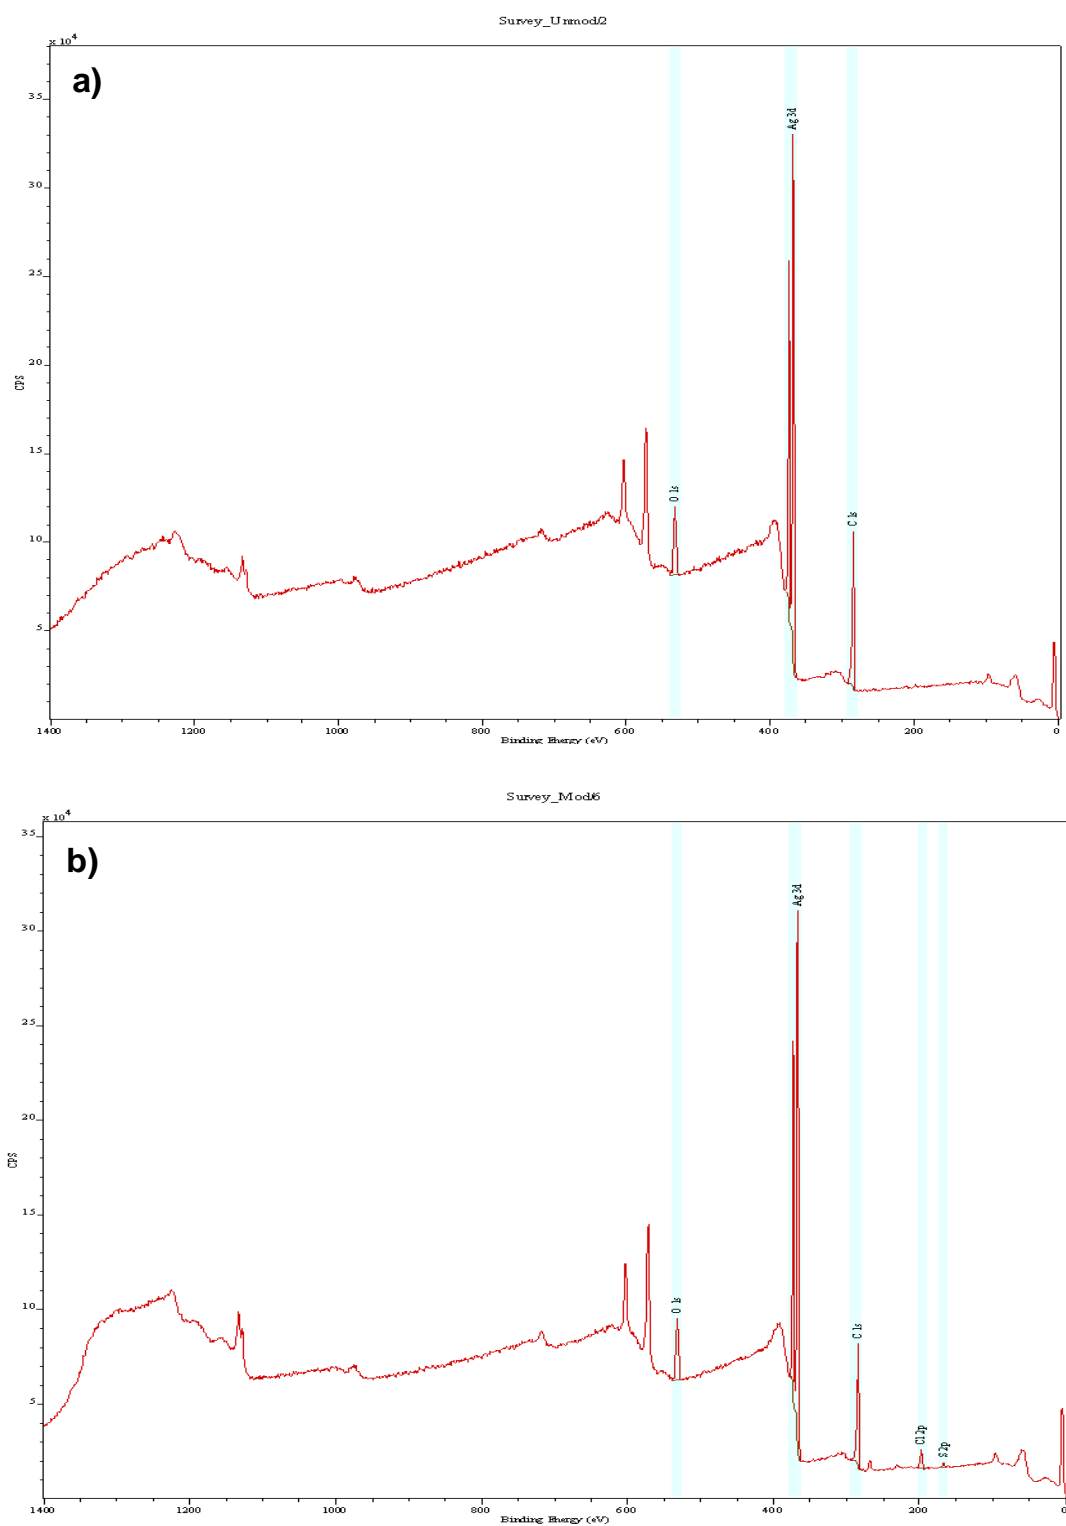 Survey_Unmod/2
x 10^4
a)
35
30
25
20
15
10
5
CPS
O 1s
Ag 3d
C 1s
1400 1200 1000 800 600 400 200 0
Binding Energy (eV)
Survey_Mod/6
x 10^4
b)
35
30
25
20
15
10
5
CPS
O 1s
Ag 3d
C 1s
Cl 2p
S 2p
1400 1200 1000 800 600 400 200 0
Binding Energy (eV)